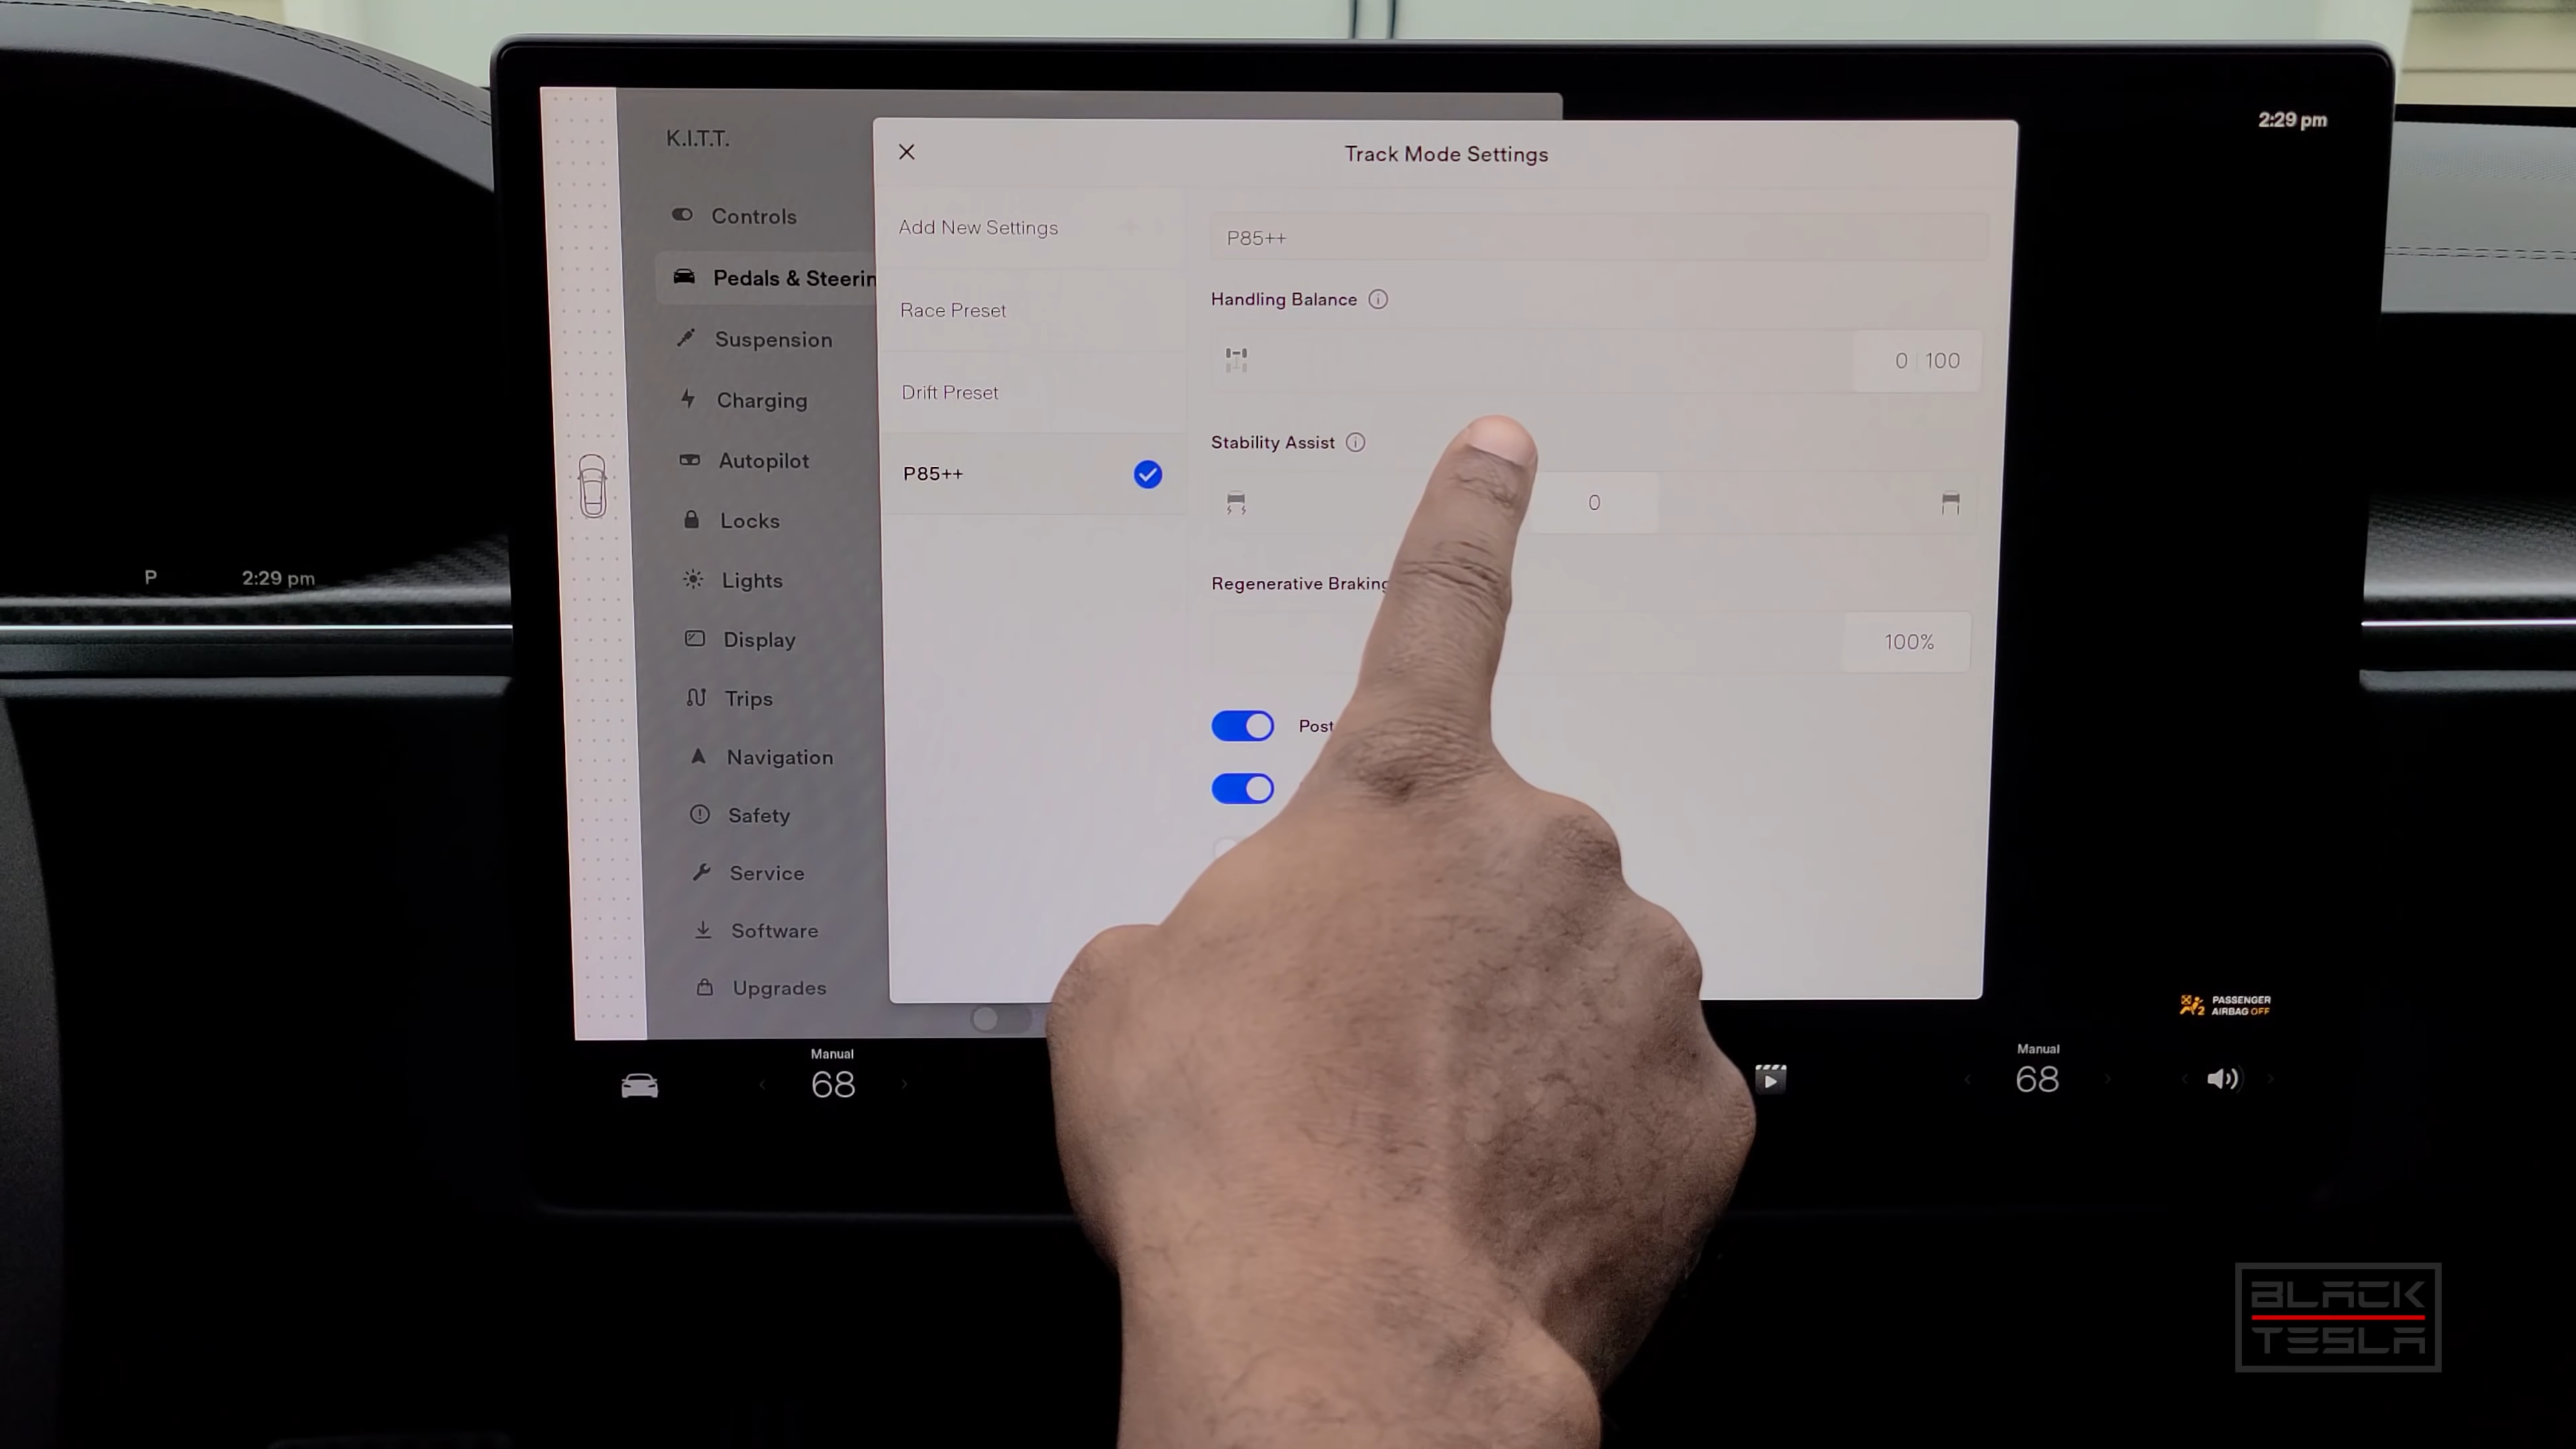 2:29 pm
K.I.T.T.
Track Mode Settings
Controls
Pedals & Steerin
Suspension
Charging
Autopilot
Locks
Lights
Display
Trips
Navigation
Safety
Service
Software
Upgrades
Add New Settings
Race Preset
Drift Preset
P85++
P85++
Handling Balance
0 100
Stability Assist
0
Regenerative Braking
100%
Post
P 2:29 pm
PASSENGER
AIRBAG OFF
Manual
68
Manual
68
BLACK
TESLA